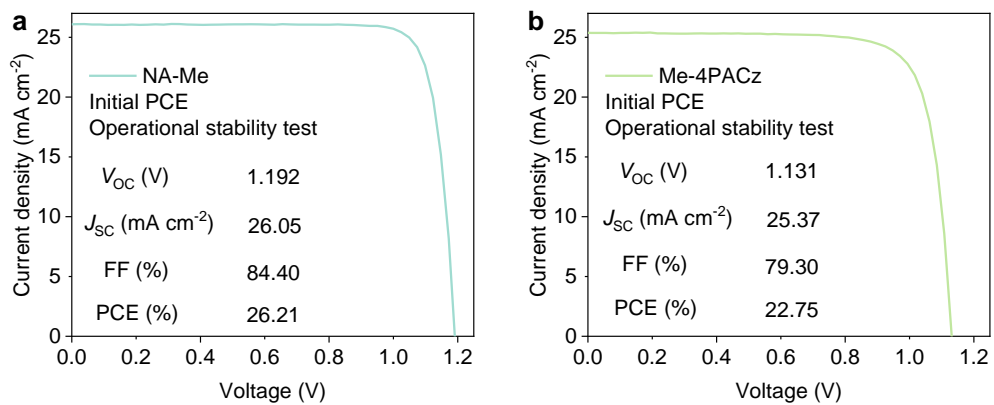 a
NA-Me
Initial PCE
Operational stability test
VOC (V) 1.192
JSC (mA cm-2) 26.05
FF (%) 84.40
PCE (%) 26.21
Current density (mA cm-2)
25
20
15
10
5
0
0.0 0.2 0.4 0.6 0.8 1.0 1.2
Voltage (V)
b
Me-4PACz
Initial PCE
Operational stability test
VOC (V) 1.131
JSC (mA cm-2) 25.37
FF (%) 79.30
PCE (%) 22.75
Current density (mA cm-2)
25
20
15
10
5
0
0.0 0.2 0.4 0.6 0.8 1.0 1.2
Voltage (V)